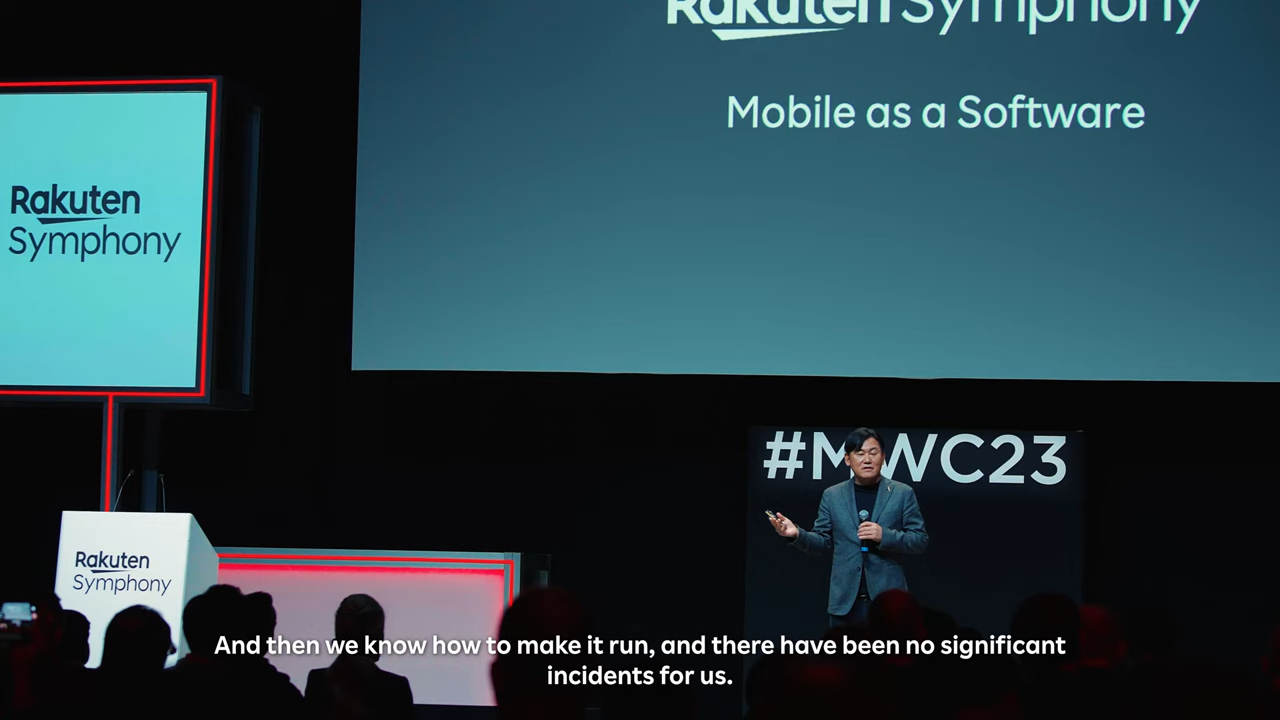 Rakuten Symphony
Mobile as a Software
Rakuten
Symphony
#MWC23
Rakuten
Symphony
And then we know how to make it run, and there have been no significant
incidents for us.